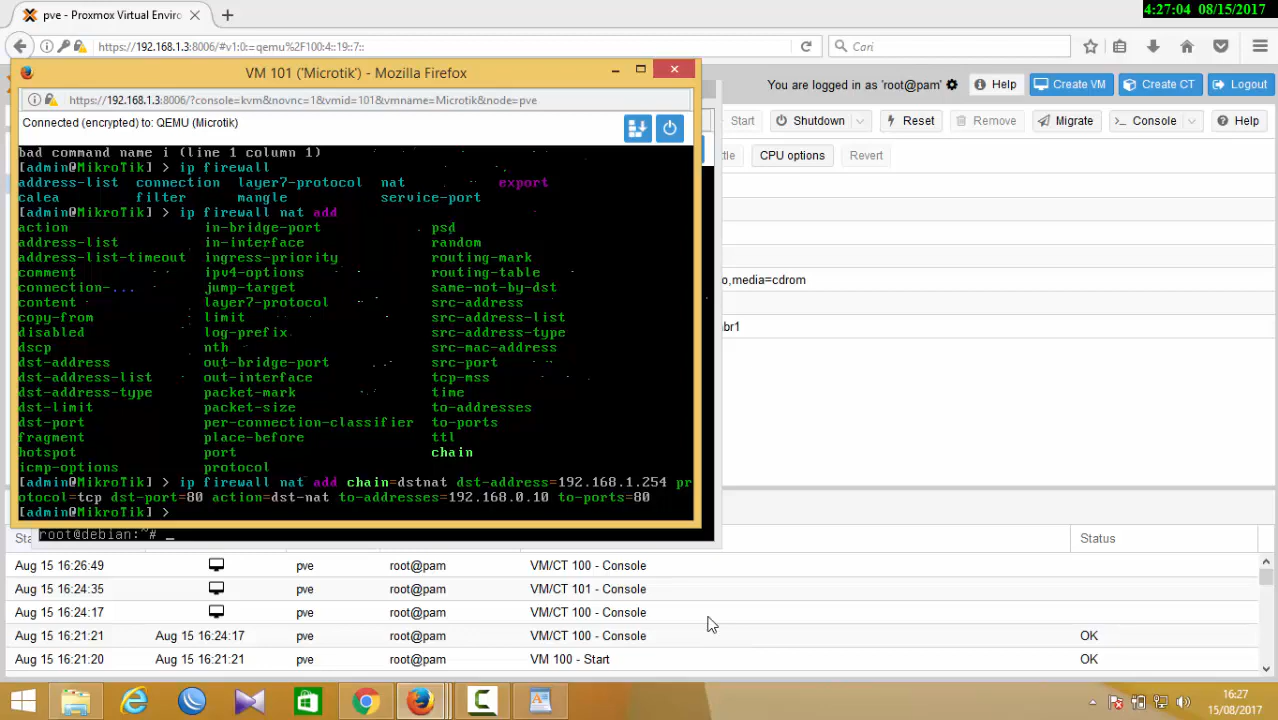 pve - Proxmox Virtual Enviro
4:27:04 08/15/2017
https://192.168.1.3:8006/#v1:0:=qemu%2F100:4::19::7::
Cari
VM 101 ('Microtik') - Mozilla Firefox
You are logged in as 'root@pam'
Help
Create VM
Create CT
Logout
https://192.168.1.3:8006/?console=kvm&novnc=1&vmid=101&vmname=Microtik&node=pve
Start
Shutdown
Reset
Remove
Migrate
Console
Help
Connected (encrypted) to: QEMU (Microtik)
CPU options
Revert
bad command name i (line 1 column 1)
[admin@MikroTik] > ip firewall
address-list connection layer7-protocol nat export
calea filter mangle service-port
[admin@MikroTik] > ip firewall nat add
action in-bridge-port psd
address-list in-interface random
address-list-timeout ingress-priority routing-mark
comment ipv4-options routing-table
connection-... jump-target same-not-by-dst
content layer7-protocol src-address
copy-from limit src-address-list
disabled log-prefix src-address-type
dscp nth src-mac-address
dst-address out-bridge-port src-port
dst-address-list out-interface tcp-mss
dst-address-type packet-mark time
dst-limit packet-size to-addresses
dst-port per-connection-classifier to-ports
fragment place-before ttl
hotspot port chain
icmp-options protocol
[admin@MikroTik] > ip firewall nat add chain=dstnat dst-address=192.168.1.254 pr
otocol=tcp dst-port=80 action=dst-nat to-addresses=192.168.0.10 to-ports=80
[admin@MikroTik] >
o,media=cdrom
br1
root@debian:~# _
Status
Aug 15 16:26:49 pve root@pam VM/CT 100 - Console
Aug 15 16:24:35 pve root@pam VM/CT 101 - Console
Aug 15 16:24:17 pve root@pam VM/CT 100 - Console
Aug 15 16:21:21 Aug 15 16:24:17 pve root@pam VM/CT 100 - Console OK
Aug 15 16:21:20 Aug 15 16:21:21 pve root@pam VM 100 - Start OK
16:27
15/08/2017